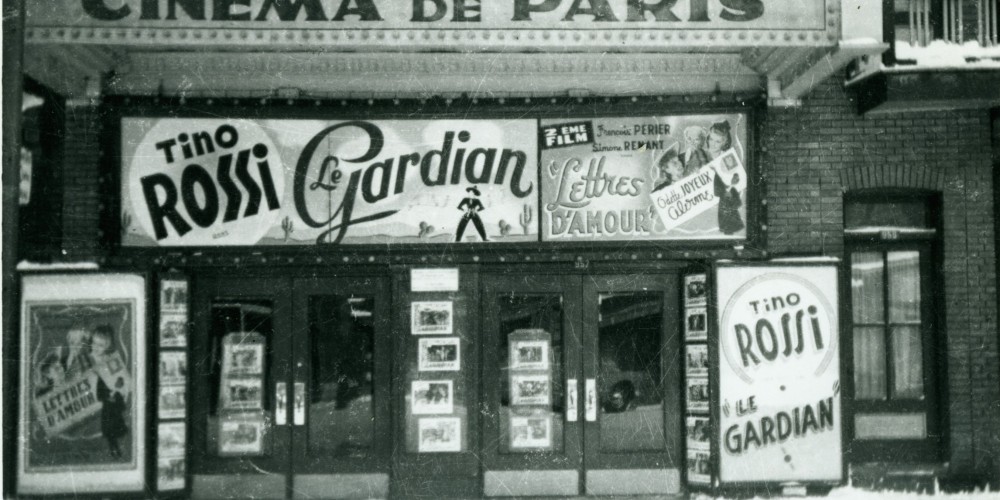 CINEMA DE PARIS
TINO
ROSSI
Le Gardian
2EME
FILM
François PERIER
Simone RENANT
"Lettres
D'AMOUR"
Odette JOYEUX
Alerme
LETTRES
D'AMOUR
TINO
ROSSI
"LE
GARDIAN"